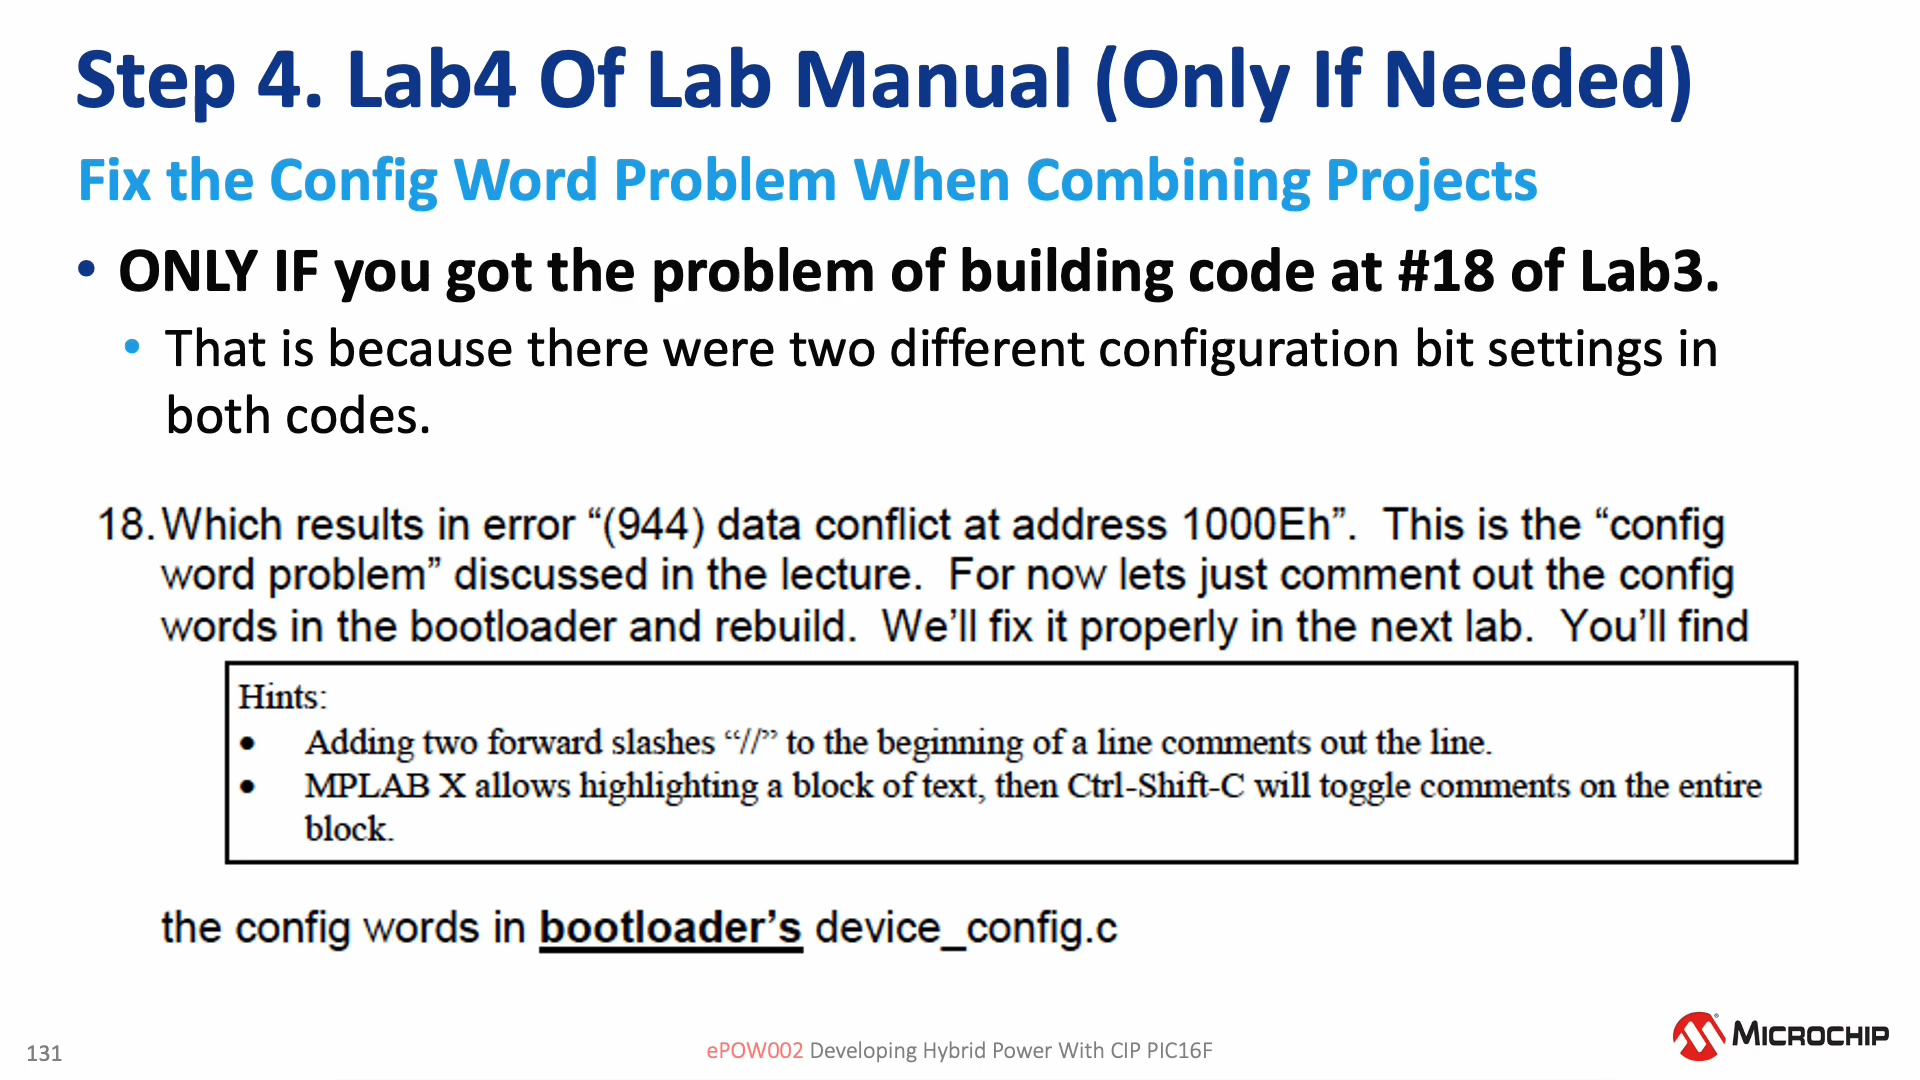 Step 4. Lab4 Of Lab Manual (Only If Needed)
Fix the Config Word Problem When Combining Projects
• ONLY IF you got the problem of building code at #18 of Lab3.
• That is because there were two different configuration bit settings in
both codes.
18. Which results in error “(944) data conflict at address 1000Eh”. This is the “config
word problem” discussed in the lecture. For now lets just comment out the config
words in the bootloader and rebuild. We’ll fix it properly in the next lab. You’ll find
Hints:
• Adding two forward slashes “//” to the beginning of a line comments out the line.
• MPLAB X allows highlighting a block of text, then Ctrl-Shift-C will toggle comments on the entire
block.
the config words in bootloader’s device_config.c
131
ePOW002 Developing Hybrid Power With CIP PIC16F
MICROCHIP